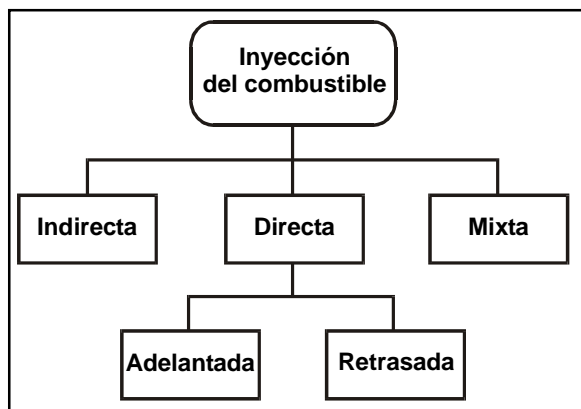 Inyección
del combustible
Indirecta
Directa
Mixta
Adelantada
Retrasada